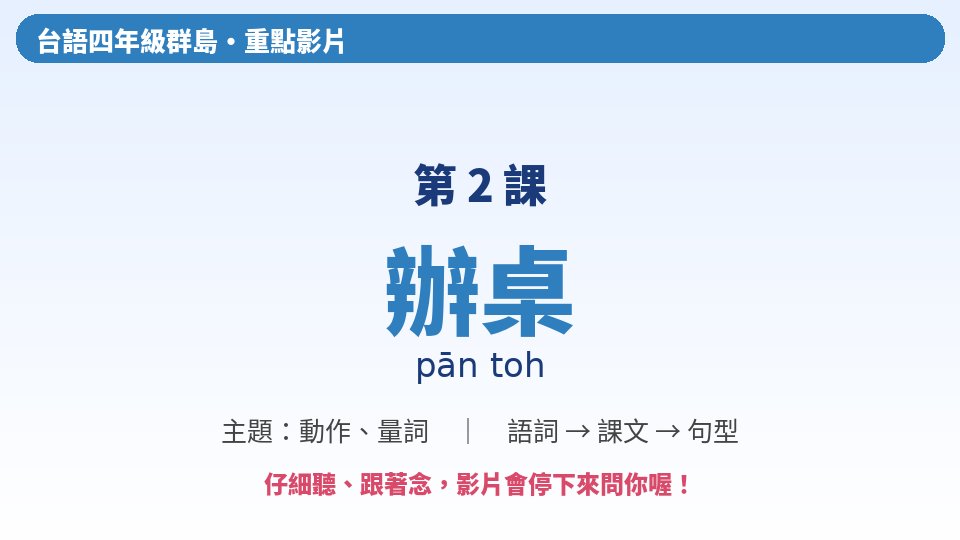 台語四年級群島・重點影片
第 2 課
辦桌
pān toh
主題：動作、量詞 ｜ 語詞 → 課文 → 句型
仔細聽、跟著念，影片會停下來問你喔！